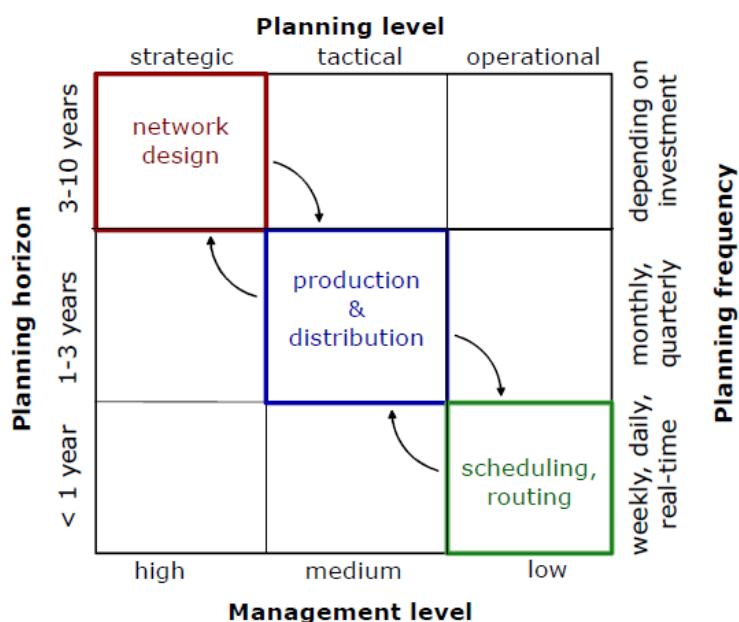 Planning level
strategic
tactical
operational
Planning horizon
3-10 years
1-3 years
< 1 year
network
design
production
&
distribution
scheduling,
routing
depending on
investment
monthly,
quarterly
weekly, daily,
real-time
Planning frequency
high
medium
low
Management level